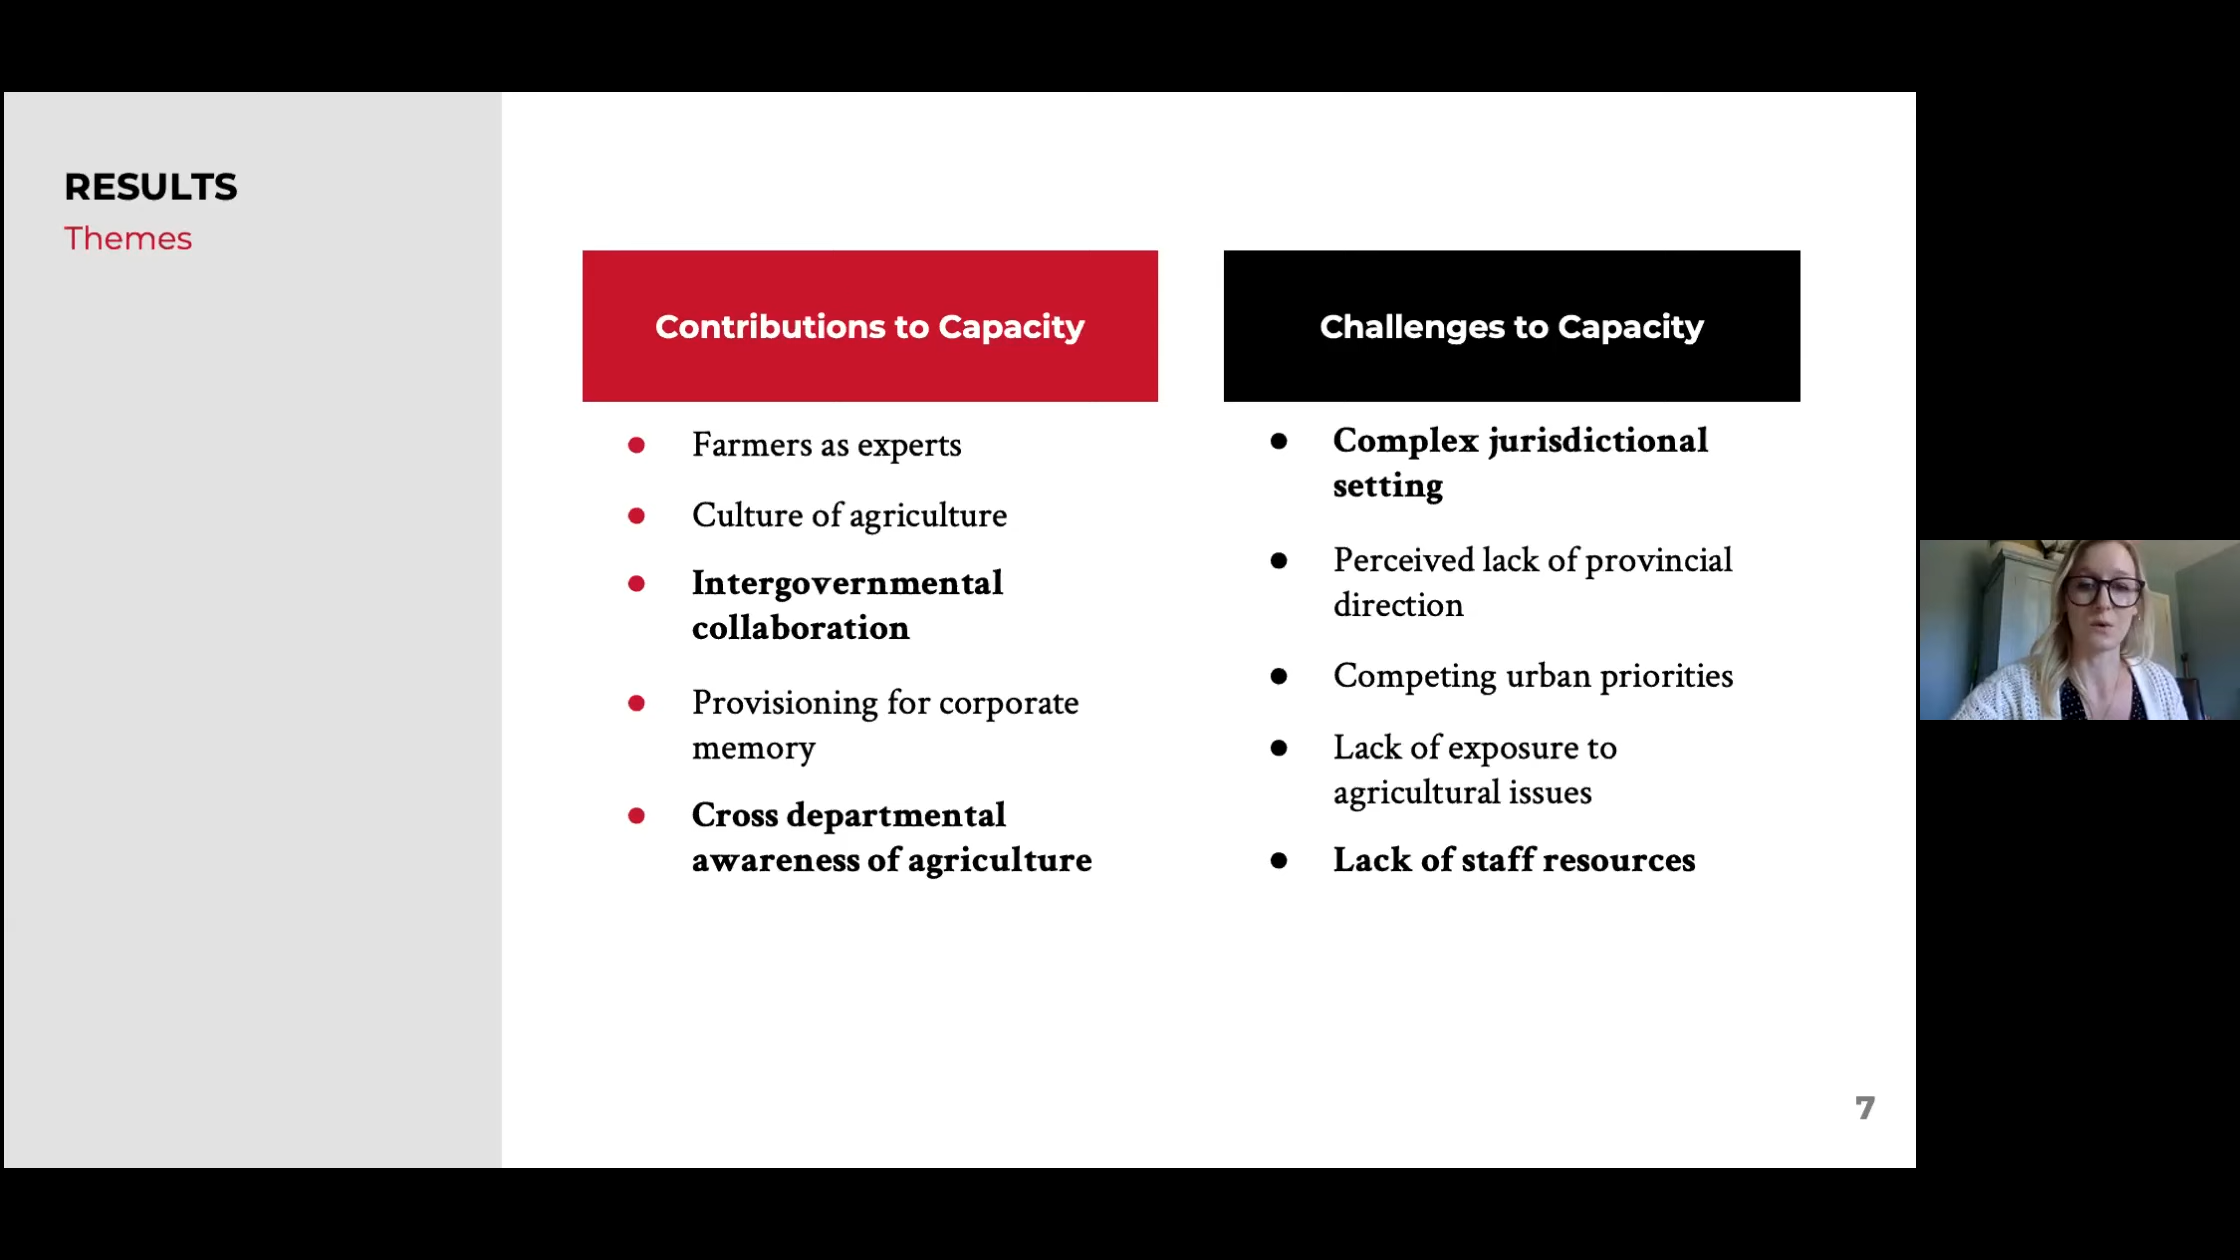 RESULTS
Themes
Contributions to Capacity
Farmers as experts
Culture of agriculture
Intergovernmental
collaboration
Provisioning for corporate
memory
Cross departmental
awareness of agriculture
Challenges to Capacity
Complex jurisdictional
setting
Perceived lack of provincial
direction
Competing urban priorities
Lack of exposure to
agricultural issues
Lack of staff resources
7